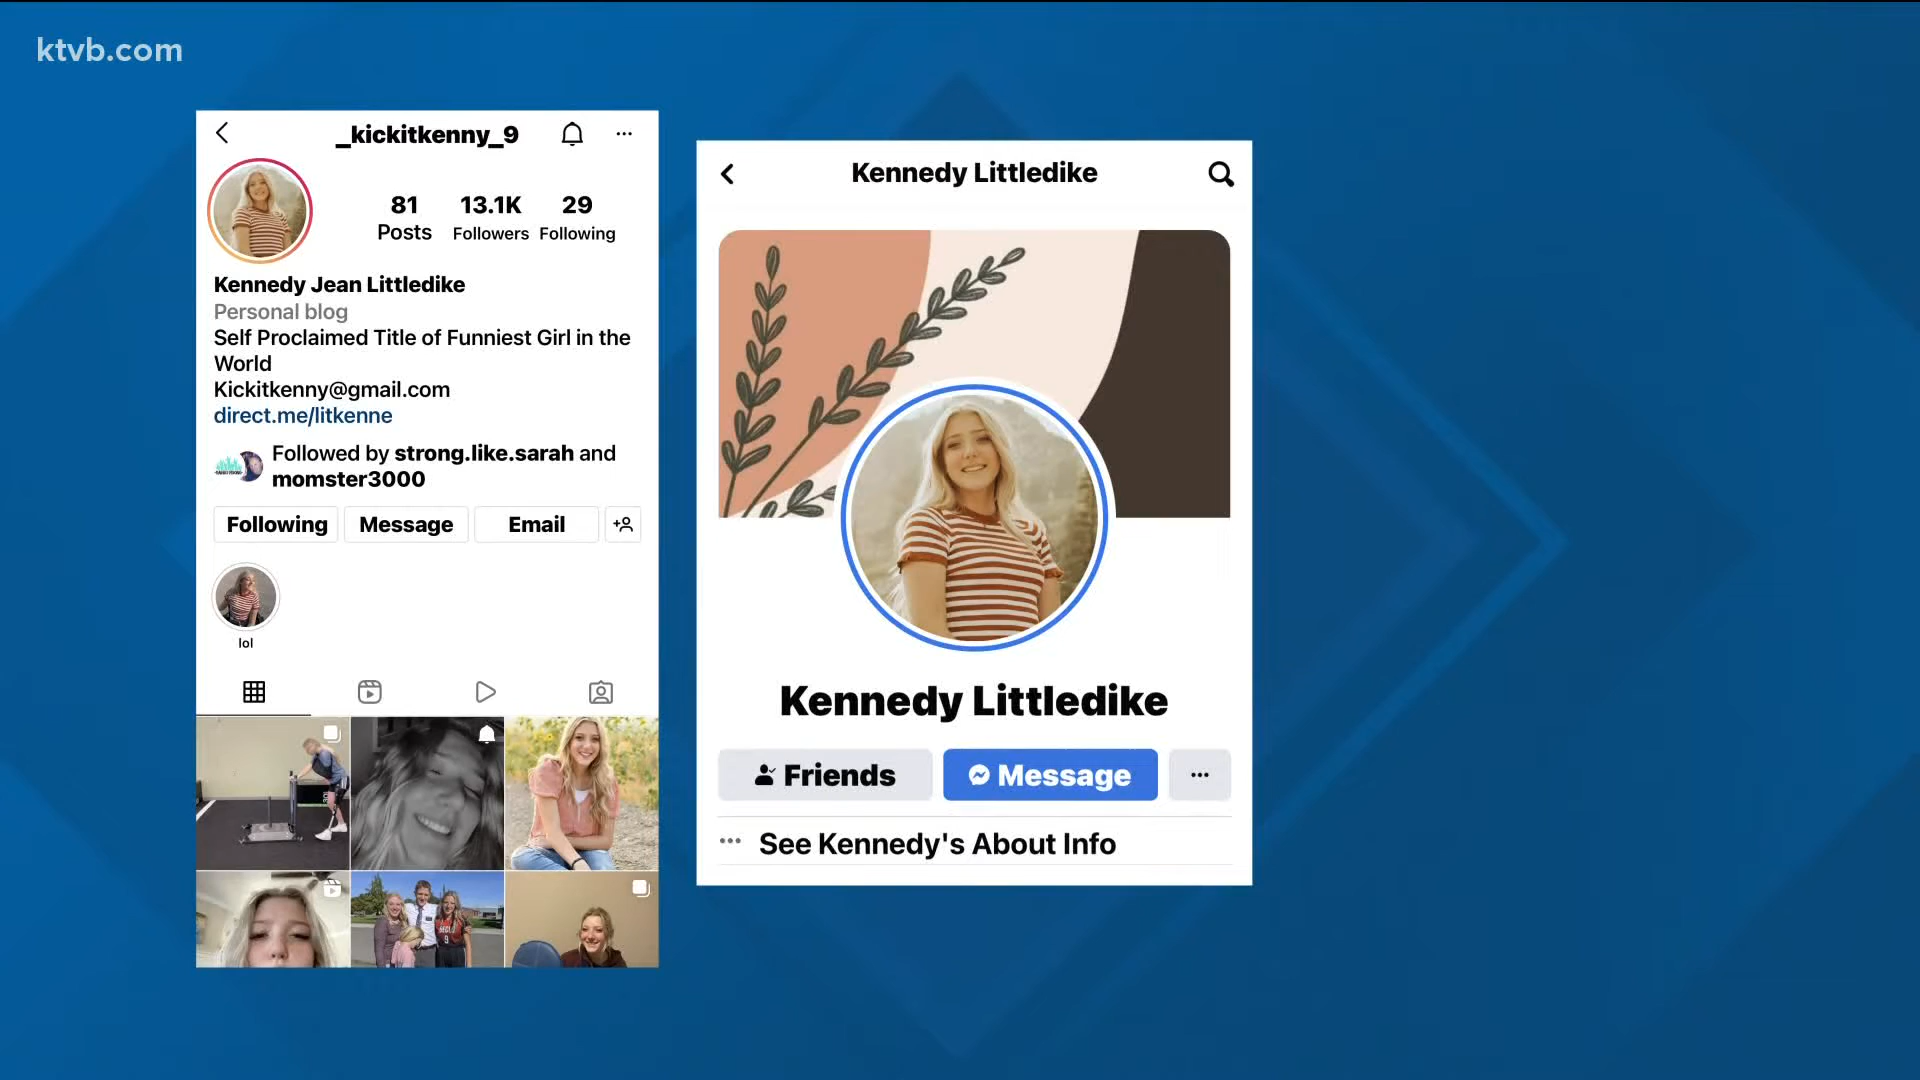 ktvb.com
_kickitkenny_9
81
13.1K
29
Posts
Followers
Following
Kennedy Jean Littledike
Personal blog
Self Proclaimed Title of Funniest Girl in the
World
Kickitkenny@gmail.com
direct.me/litkenne
Followed by strong.like.sarah and
momster3000
Following
Message
Email
lol
9
Kennedy Littledike
Kennedy Littledike
Friends
Message
See Kennedy's About Info